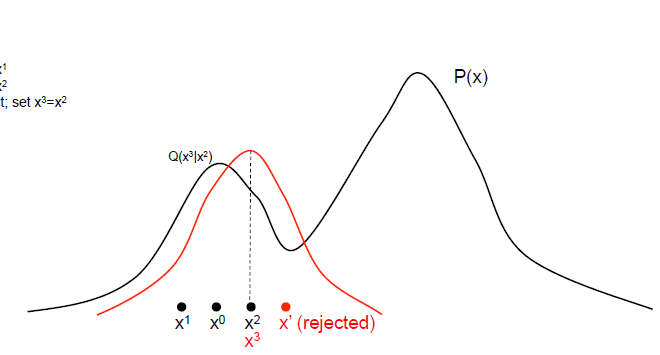 x¹
x²
t; set x³=x²
P(x)
Q(x³|x²)
x¹ x⁰ x² x’ (rejected)
x³